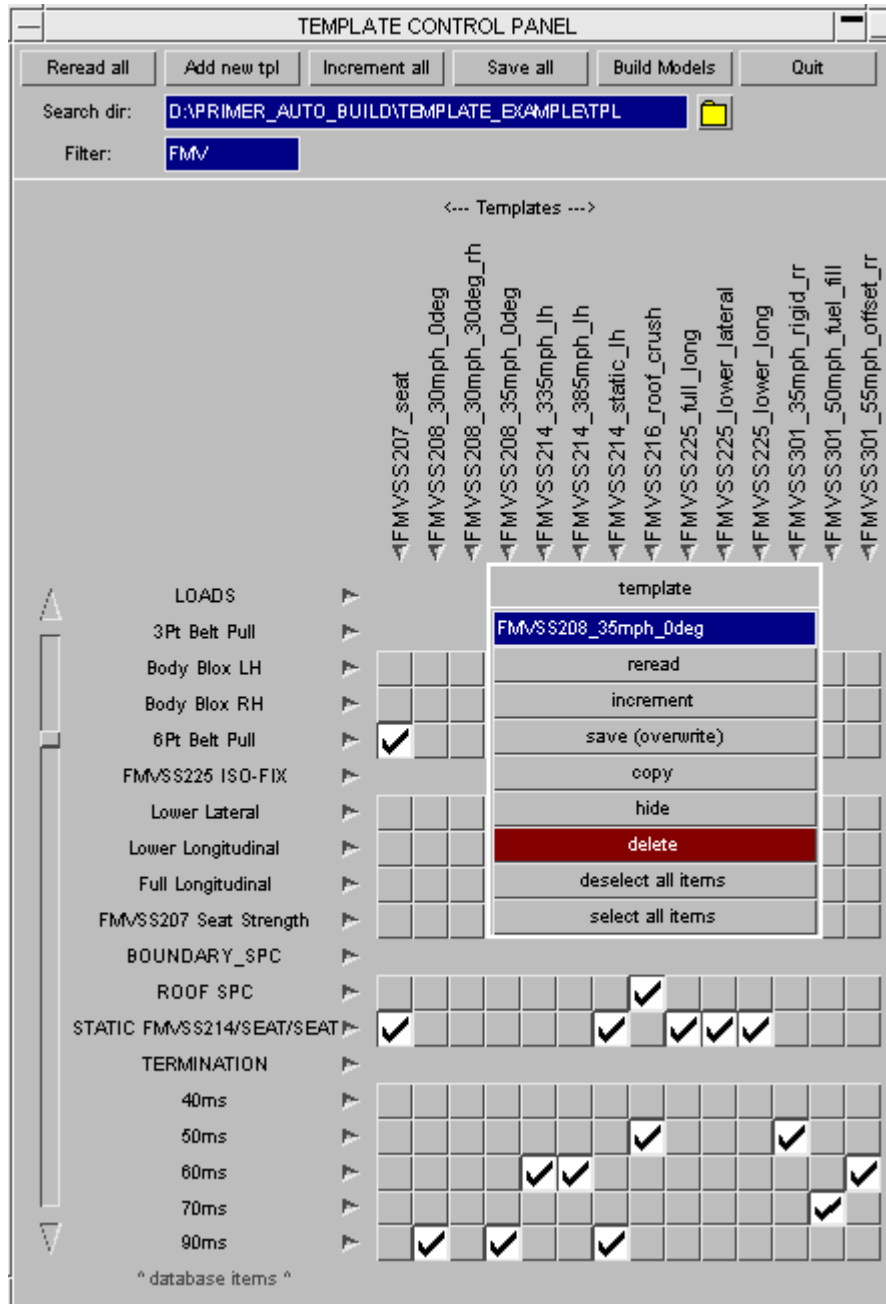 TEMPLATE CONTROL PANEL
Reread all Add new tpl Increment all Save all Build Models Quit
Search dir: D:\PRIMER_AUTO_BUILD\TEMPLATE_EXAMPLE\TPL
Filter: FMV
<--- Templates --->
FMVSS207_seat
FMVSS208_30mph_0deg
FMVSS208_30mph_30deg_rh
FMVSS208_35mph_0deg
FMVSS214_335mph_lh
FMVSS214_385mph_lh
FMVSS214_static_lh
FMVSS216_roof_crush
FMVSS225_full_long
FMVSS225_lower_lateral
FMVSS225_lower_long
FMVSS301_35mph_rigid_rr
FMVSS301_50mph_fuel_fill
FMVSS301_55mph_offset_rr
template
FMVSS208_35mph_0deg
reread
increment
save (overwrite)
copy
hide
delete
deselect all items
select all items
LOADS
3Pt Belt Pull
Body Blox LH
Body Blox RH
6Pt Belt Pull
FMVSS225 ISO-FIX
Lower Lateral
Lower Longitudinal
Full Longitudinal
FMVSS207 Seat Strength
BOUNDARY_SPC
ROOF SPC
STATIC FMVSS214/SEAT/SEAT
TERMINATION
40ms
50ms
60ms
70ms
90ms
^ database items ^